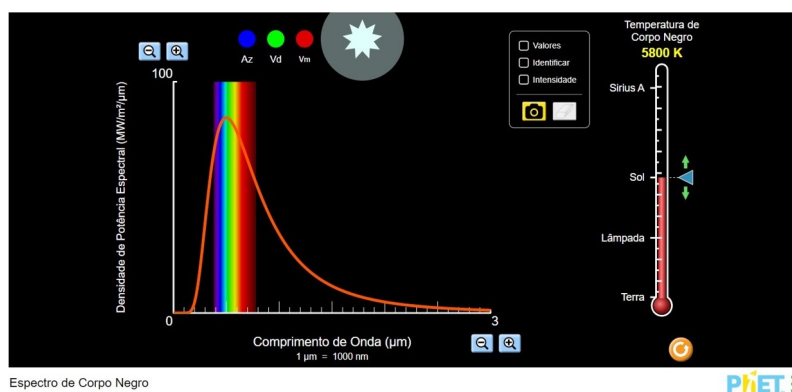 Az Vd Vm
Valores
Identificar
Intensidade
Temperatura de
Corpo Negro
5800 K
Sirius A
Sol
Lâmpada
Terra
100
Densidade de Potência Espectral (MW/m²/µm)
0
3
Comprimento de Onda (µm)
1 µm = 1000 nm
Espectro de Corpo Negro
PhET